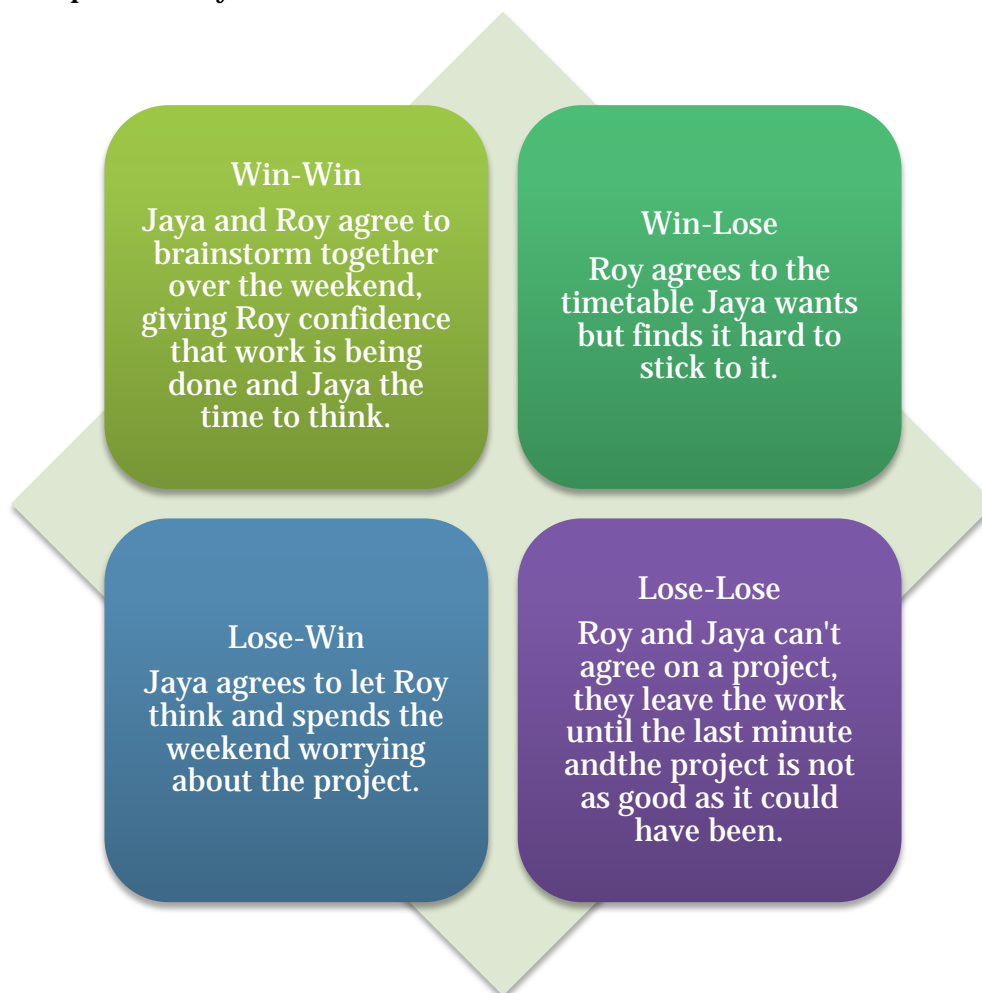 Win-Win
Jaya and Roy agree to
brainstorm together
over the weekend,
giving Roy confidence
that work is being
done and Jaya the
time to think.
Win-Lose
Roy agrees to the
timetable Jaya wants
but finds it hard to
stick to it.
Lose-Win
Jaya agrees to let Roy
think and spends the
weekend worrying
about the project.
Lose-Lose
Roy and Jaya can't
agree on a project,
they leave the work
until the last minute
andthe project is not
as good as it could
have been.